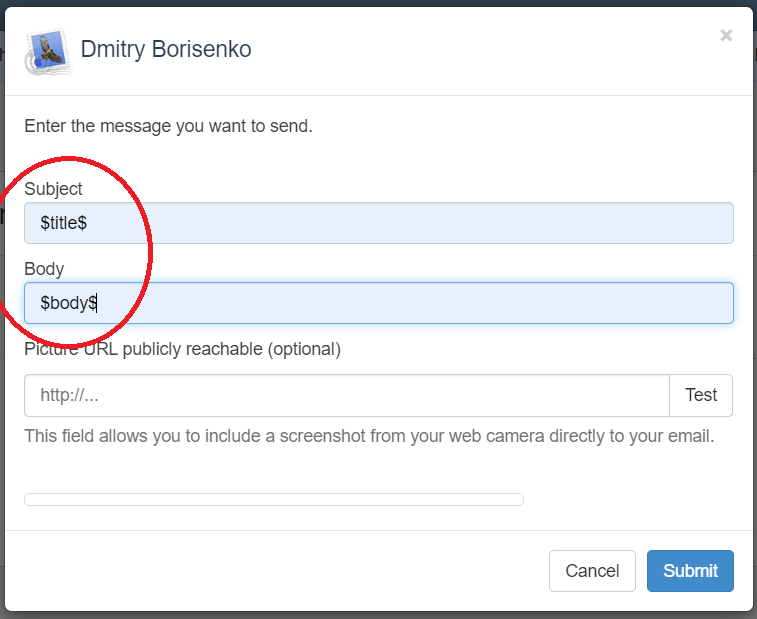 Dmitry Borisenko
×
Enter the message you want to send.
Subject
$title$
Body
$body$
Picture URL publicly reachable (optional)
http://...
Test
This field allows you to include a screenshot from your web camera directly to your email.
Cancel
Submit